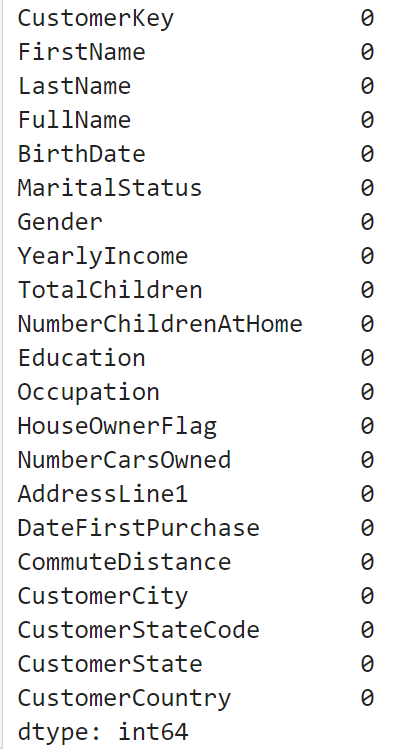 CustomerKey 0
FirstName 0
LastName 0
FullName 0
BirthDate 0
MaritalStatus 0
Gender 0
YearlyIncome 0
TotalChildren 0
NumberChildrenAtHome 0
Education 0
Occupation 0
HouseOwnerFlag 0
NumberCarsOwned 0
AddressLine1 0
DateFirstPurchase 0
CommuteDistance 0
CustomerCity 0
CustomerStateCode 0
CustomerState 0
CustomerCountry 0
dtype: int64